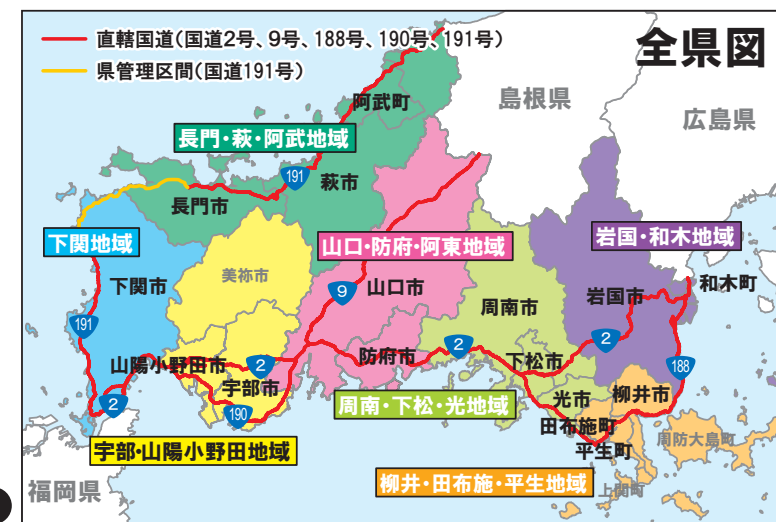 直轄国道(国道2号、9号、188号、190号、191号)
県管理区間(国道191号)
全県図
島根県
広島県
阿武町
長門・萩・阿武地域
191
萩市
長門市
下関地域
山口・防府・阿東地域
岩国・和木地域
下関市
美祢市
9
山口市
周南市
岩国市
和木町
191
山陽小野田市
2
防府市
2
下松市
2
188
2
宇部市
190
周南・下松・光地域
光市
柳井市
田布施町
平生町
周防大島町
宇部・山陽小野田地域
福岡県
柳井・田布施・平生地域
上関町